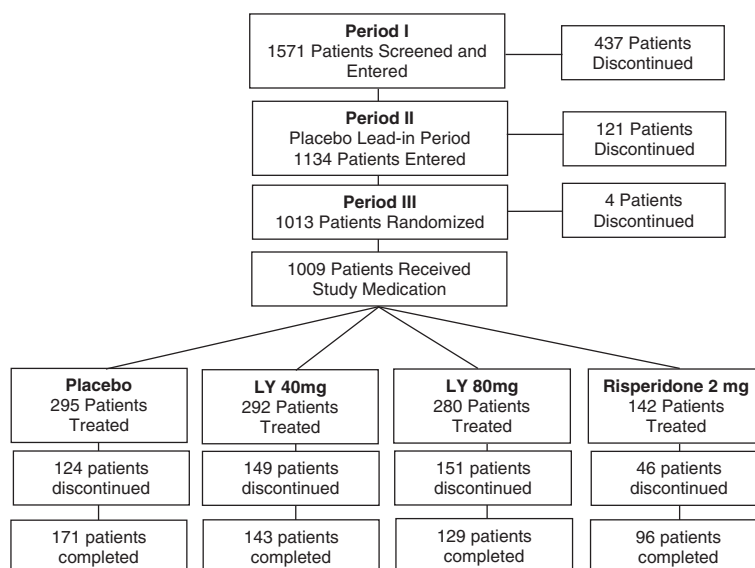 Period I
1571 Patients Screened and
Entered
437 Patients
Discontinued
Period II
Placebo Lead-in Period
1134 Patients Entered
121 Patients
Discontinued
Period III
1013 Patients Randomized
4 Patients
Discontinued
1009 Patients Received
Study Medication
Placebo
295 Patients
Treated
LY 40mg
292 Patients
Treated
LY 80mg
280 Patients
Treated
Risperidone 2 mg
142 Patients
Treated
124 patients
discontinued
149 patients
discontinued
151 patients
discontinued
46 patients
discontinued
171 patients
completed
143 patients
completed
129 patients
completed
96 patients
completed